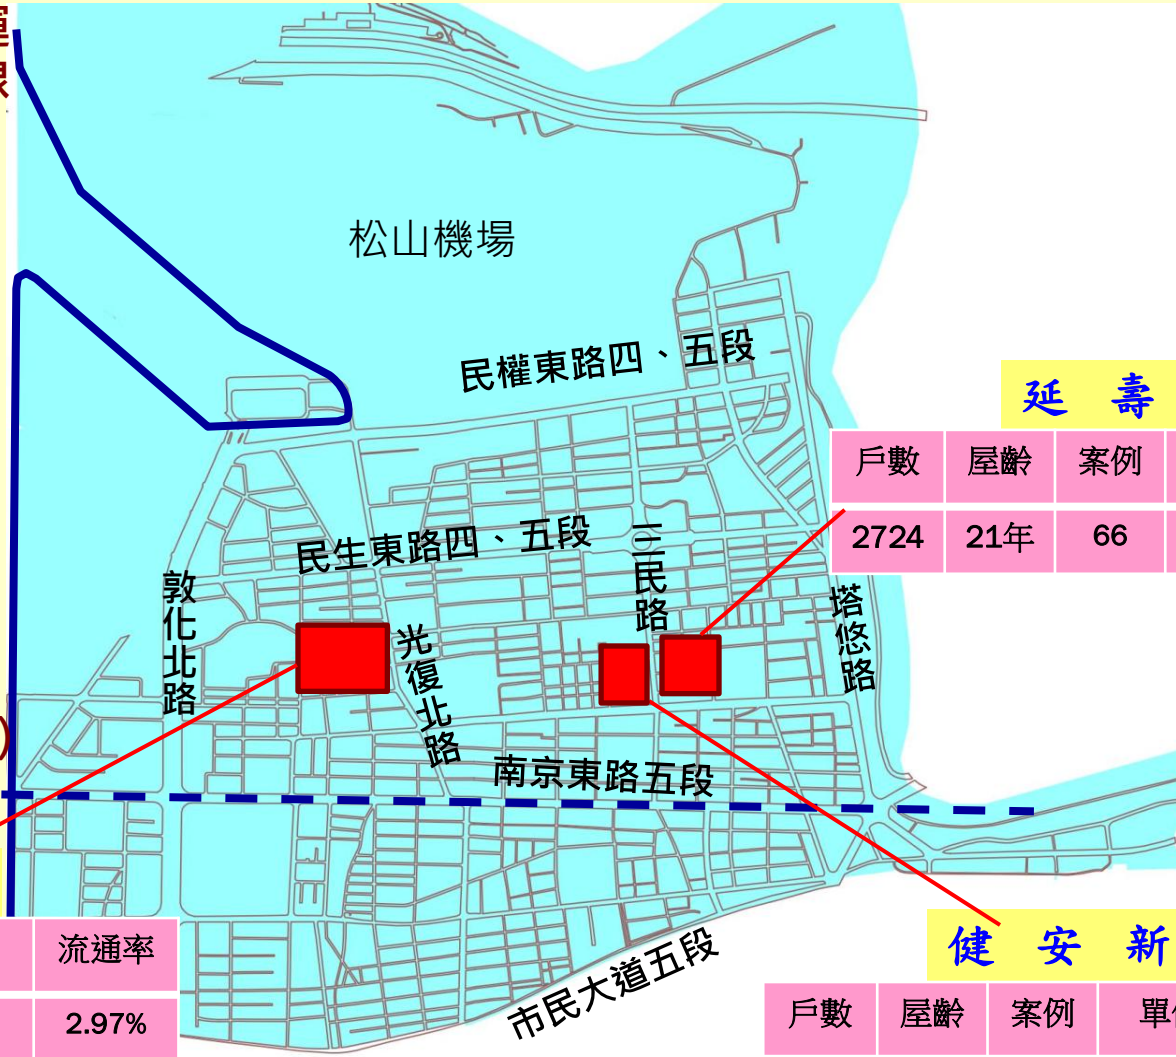 松山機場
民權東路四、五段
延壽
戶數 屋齡 案例
2724 21年 66
民生東路四、五段
三民路
敦化北路
光復北路
塔悠路
)
南京東路五段
流通率
2.97%
市民大道五段
健安新
戶數 屋齡 案例